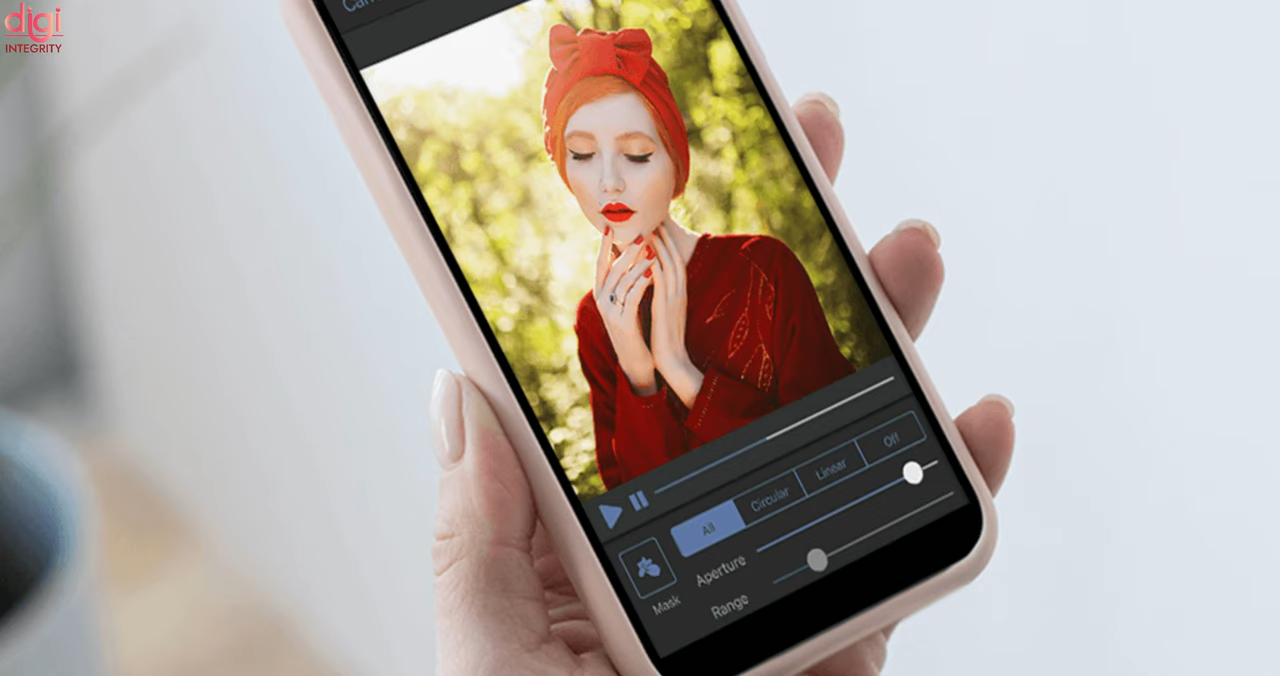 digi
INTEGRITY
All
Circular
Linear
Off
Aperture
Mask
Range